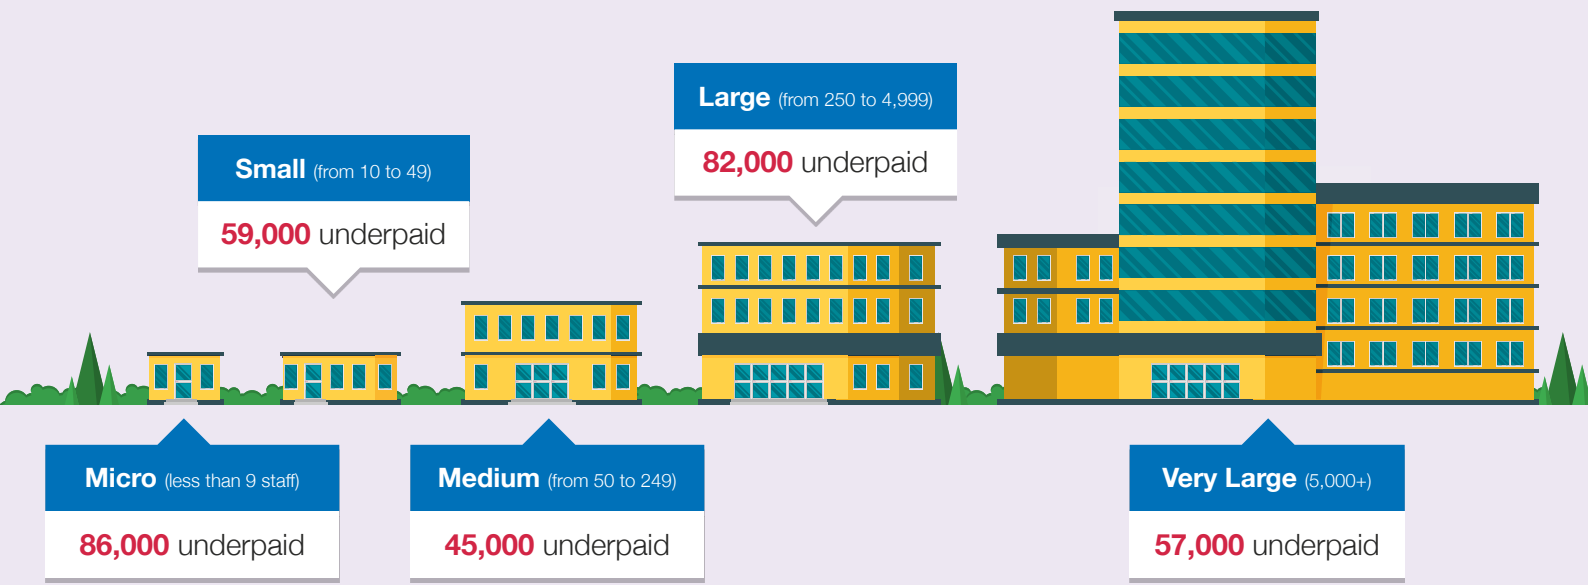 Micro (less than 9 staff)
86,000 underpaid
Small (from 10 to 49)
59,000 underpaid
Medium (from 50 to 249)
45,000 underpaid
Large (from 250 to 4,999)
82,000 underpaid
Very Large (5,000+)
57,000 underpaid